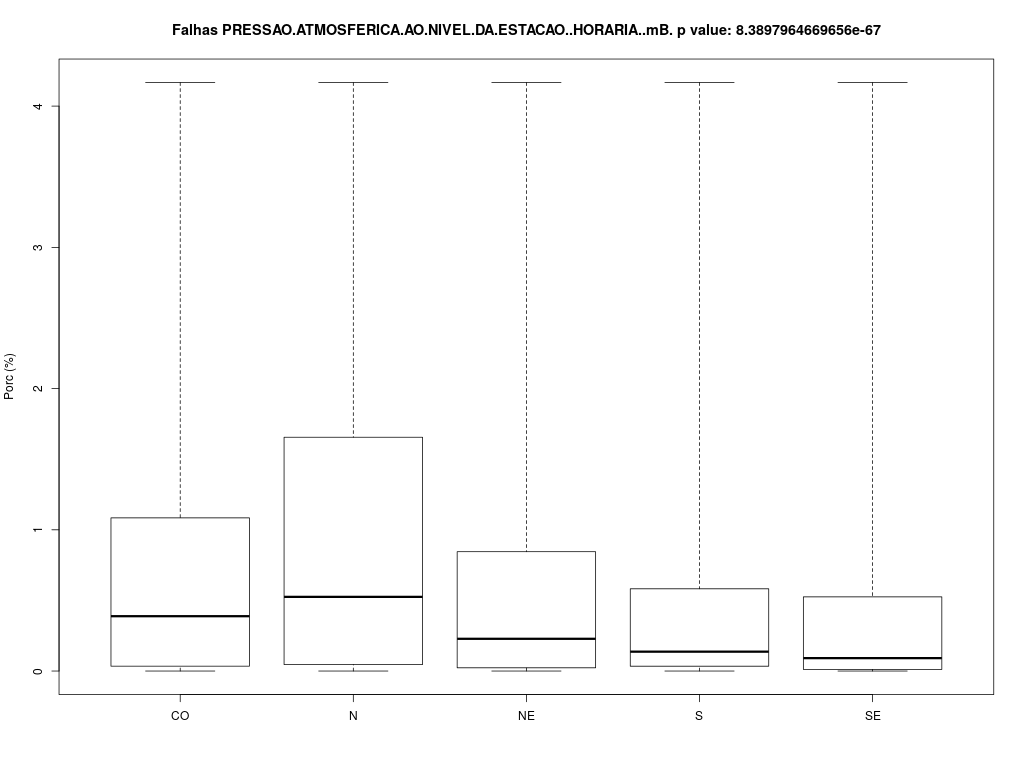 Falhas PRESSAO.ATMOSFERICA.AO.NIVEL.DA.ESTACAO..HORARIA..mB. p value: 8.3897964669656e-67
Porc (%)
4
3
2
1
0
CO N NE S SE